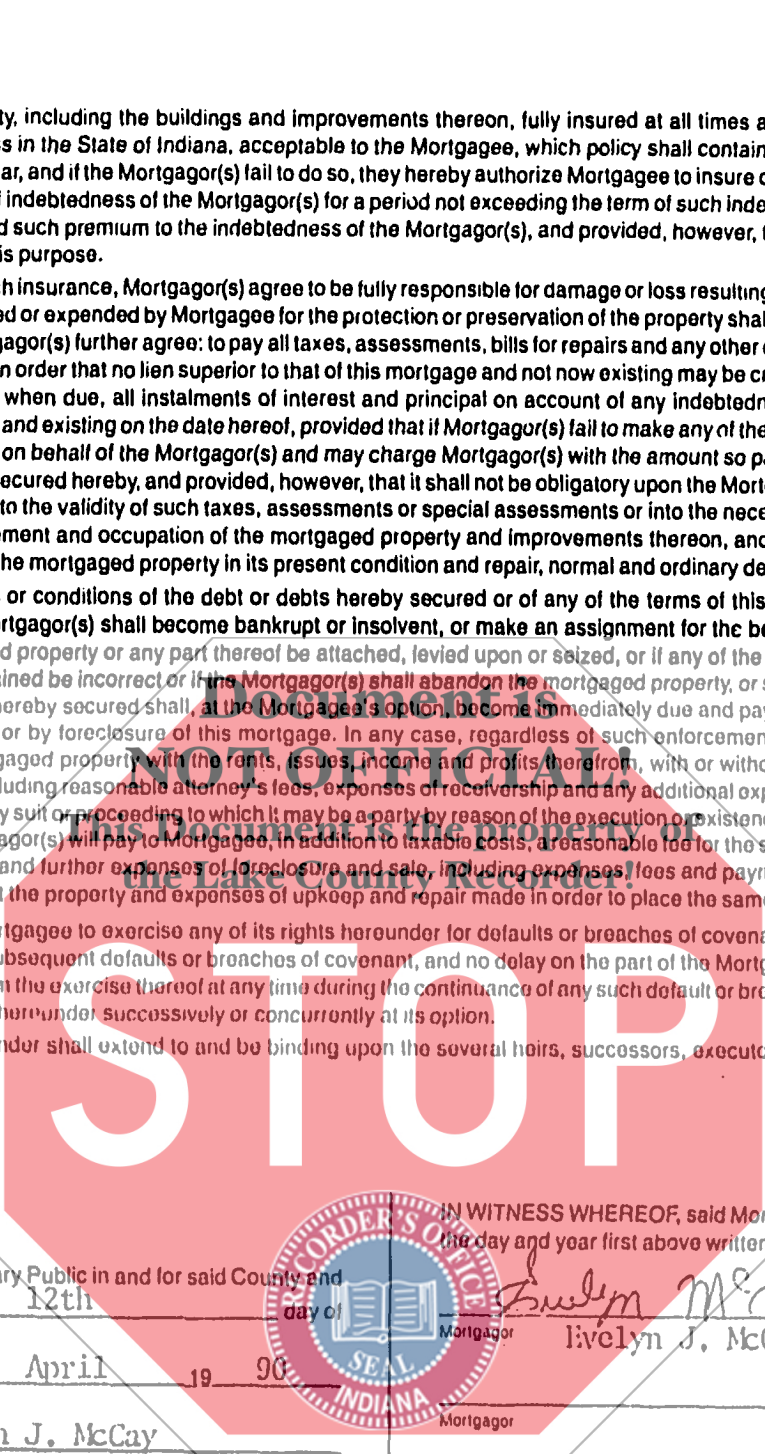 ty, including the buildings and improvements thereon, fully insured at all times a
s in the State of Indiana, acceptable to the Mortgagee, which policy shall contain
ar, and if the Mortgagor(s) fail to do so, they hereby authorize Mortgagee to insure o
indebtedness of the Mortgagor(s) for a period not exceeding the term of such inde
d such premium to the indebtedness of the Mortgagor(s), and provided, however, t
is purpose.
h insurance, Mortgagor(s) agree to be fully responsible for damage or loss resulting
ed or expended by Mortgagee for the protection or preservation of the property shal
gagor(s) further agree: to pay all taxes, assessments, bills for repairs and any other e
n order that no lien superior to that of this mortgage and not now existing may be cr
when due, all instalments of interest and principal on account of any indebtedn
and existing on the date hereof, provided that if Mortgagor(s) fail to make any of the
on behalf of the Mortgagor(s) and may charge Mortgagor(s) with the amount so pa
ecured hereby, and provided, however, that it shall not be obligatory upon the Mort
to the validity of such taxes, assessments or special assessments or into the nece
ement and occupation of the mortgaged property and improvements thereon, and
he mortgaged property in its present condition and repair, normal and ordinary de
s or conditions of the debt or debts hereby secured or of any of the terms of this
rtgagor(s) shall become bankrupt or insolvent, or make an assignment for the be
d property or any part thereof be attached, levied upon or seized, or if any of the
ined be incorrect or if the Mortgagor(s) shall abandon the mortgaged property, or s
Document is
ereby secured shall, at the Mortgagee's option, become immediately due and pay
or by foreclosure of this mortgage. In any case, regardless of such enforcemen
NOT OFFICIAL!
gaged property with the rents, issues, income and profits therefrom, with or witho
luding reasonable attorney's fees, expenses of receivership and any additional exp
y suit or proceeding to which it may be a party by reason of the execution or existen
This Document is the property of
agor(s) will pay to Mortgagee, in addition to taxable costs, a reasonable fee for the s
and further expenses of foreclosure and sale, including expenses, fees and paym
the Lake County Recorder!
the property and expenses of upkeep and repair made in order to place the same
tgagee to exercise any of its rights hereunder for defaults or breaches of covena
ubsequent defaults or breaches of covenant, and no delay on the part of the Mortg
n the exercise thereof at any time during the continuance of any such default or bre
hereunder successively or concurrently at its option.
nder shall extend to and be binding upon the several heirs, successors, executo
STOP
IN WITNESS WHEREOF, said Mor
the day and year first above written
ry Public in and for said County and
12th day of
Evelyn Mc
Mortgagor Evelyn J. McC
April 19 90
RECORDER'S OFFICE
SEAL
INDIANA
Mortgagor
n J. McCay